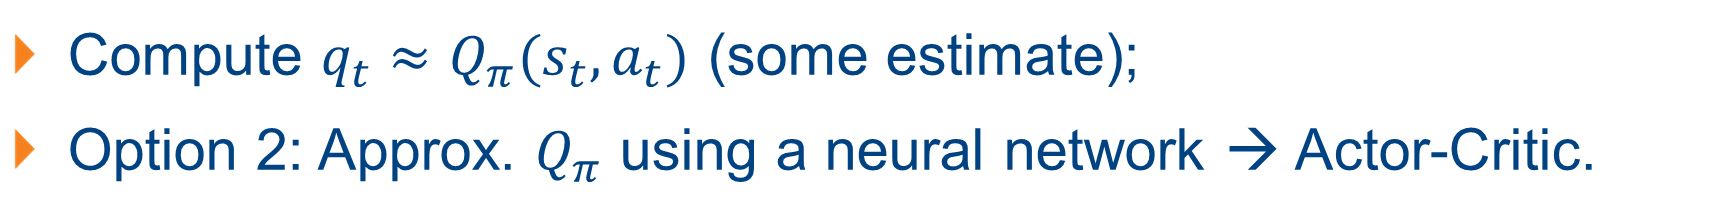 Compute qₜ ≈ Q_π(sₜ, aₜ) (some estimate);
Option 2: Approx. Q_π using a neural network → Actor-Critic.